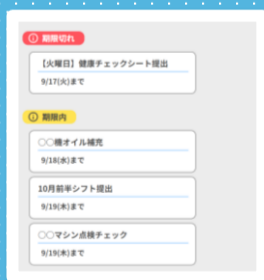 期限切れ
【火曜日】健康チェックシート提出
9/17(火)まで
期限内
○○機オイル補充
9/18(水)まで
10月前半シフト提出
9/19(木)まで
○○マシン点検チェック
9/19(木)まで